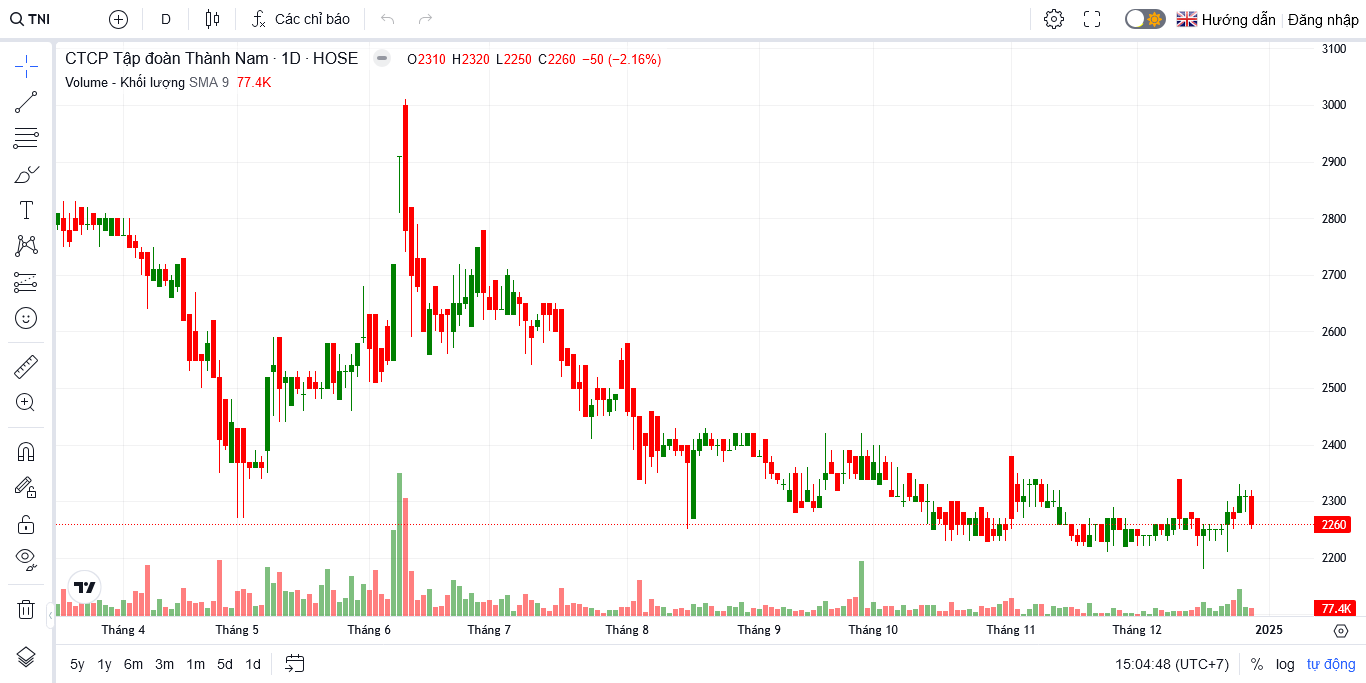 TNI D Các chỉ báo Hướng dẫn Đăng nhập
CTCP Tập đoàn Thành Nam · 1D · HOSE O2310 H2320 L2250 C2260 −50 (−2.16%)
Volume - Khối lượng SMA 9 77.4K
3100
3000
2900
2800
2700
2600
2500
2400
2300
2260
2200
77.4K
Tháng 4 Tháng 5 Tháng 6 Tháng 7 Tháng 8 Tháng 9 Tháng 10 Tháng 11 Tháng 12 2025
5y 1y 6m 3m 1m 5d 1d 15:04:48 (UTC+7) % log tự động